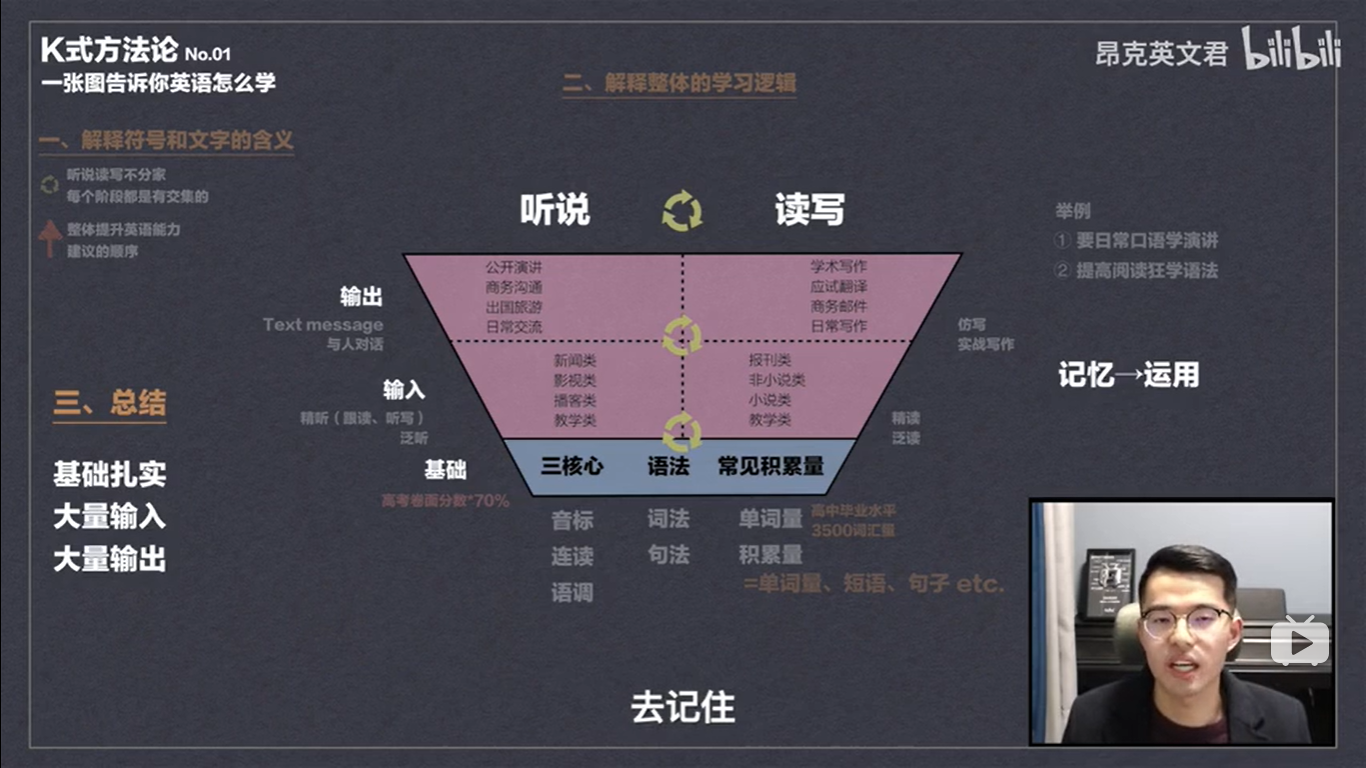 K式方法论 No.01
一张图告诉你英语怎么学
昂克英文君 bilibili
二、解释整体的学习逻辑
一、解释符号和文字的含义
听说读写不分家
每个阶段都是有交集的
整体提升英语能力
建议的顺序
听说
读写
举例
① 要日常口语学演讲
② 提高阅读狂学语法
公开演讲
商务沟通
出国旅游
日常交流
学术写作
应试翻译
商务邮件
日常写作
输出
Text message
与人对话
仿写
实战写作
新闻类
影视类
播客类
教学类
报刊类
非小说类
小说类
教学类
输入
精听（跟读、听写）
泛听
精读
泛读
记忆→运用
三、总结
基础扎实
大量输入
大量输出
基础
高考卷面分数*70%
三核心
语法
常见积累量
音标
连读
语调
词法
句法
单词量
高中毕业水平
3500词汇量
积累量
=单词量、短语、句子 etc.
去记住